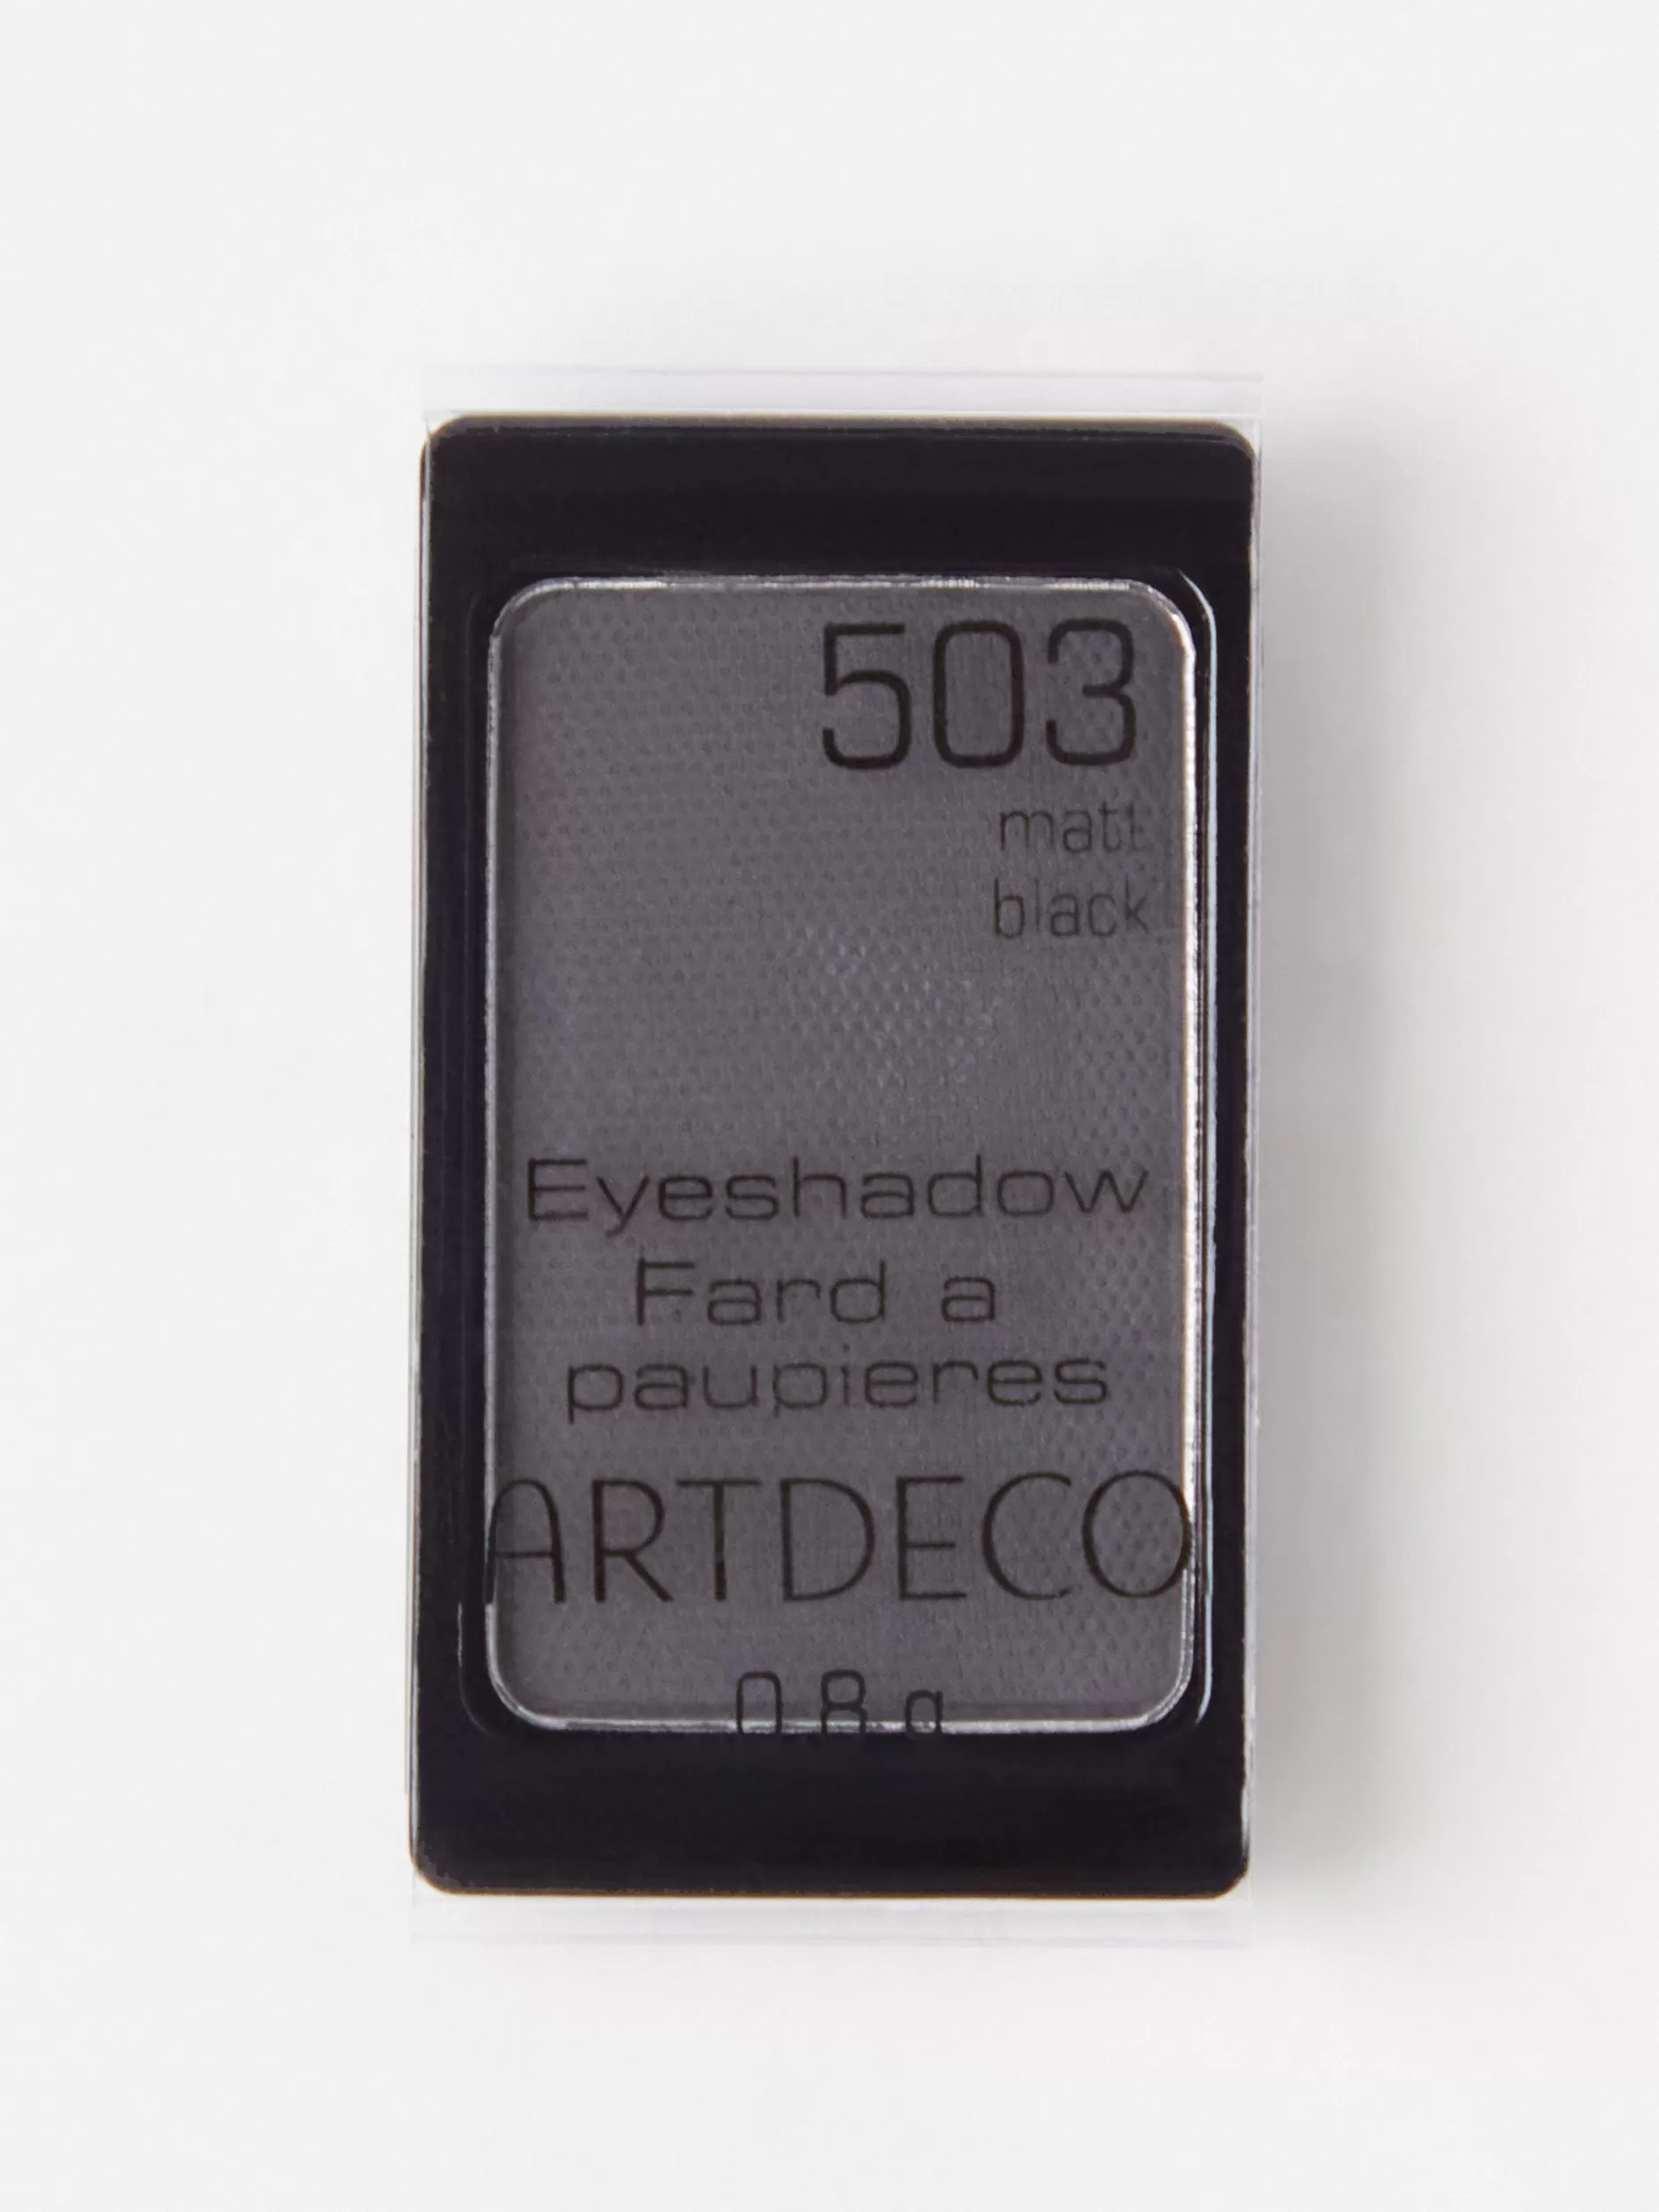 503
matt
black
Eyeshadow
Fard a
paupieres
ARTDECO
0.8 g